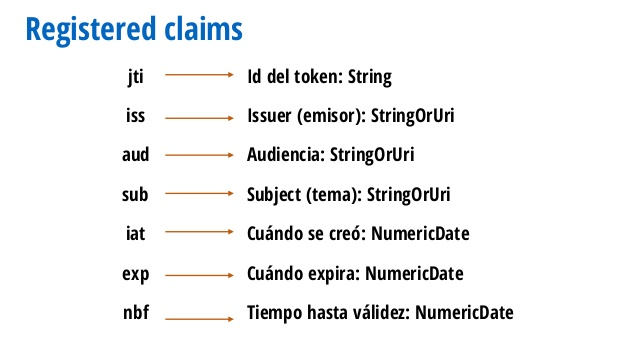 Registered claims
jti Id del token: String
iss Issuer (emisor): StringOrUri
aud Audiencia: StringOrUri
sub Subject (tema): StringOrUri
iat Cuándo se creó: NumericDate
exp Cuándo expira: NumericDate
nbf Tiempo hasta válidez: NumericDate